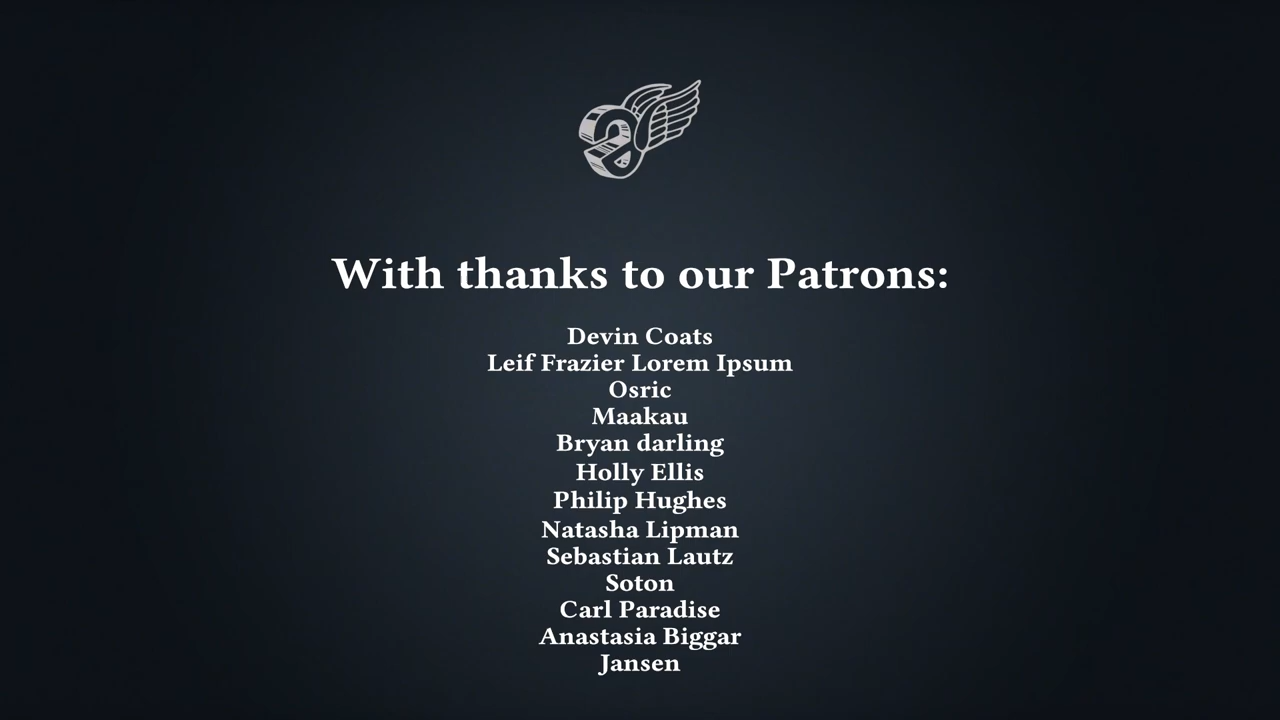 With thanks to our Patrons:
Devin Coats
Leif Frazier Lorem Ipsum
Osric
Maakau
Bryan darling
Holly Ellis
Philip Hughes
Natasha Lipman
Sebastian Lautz
Soton
Carl Paradise
Anastasia Biggar
Jansen